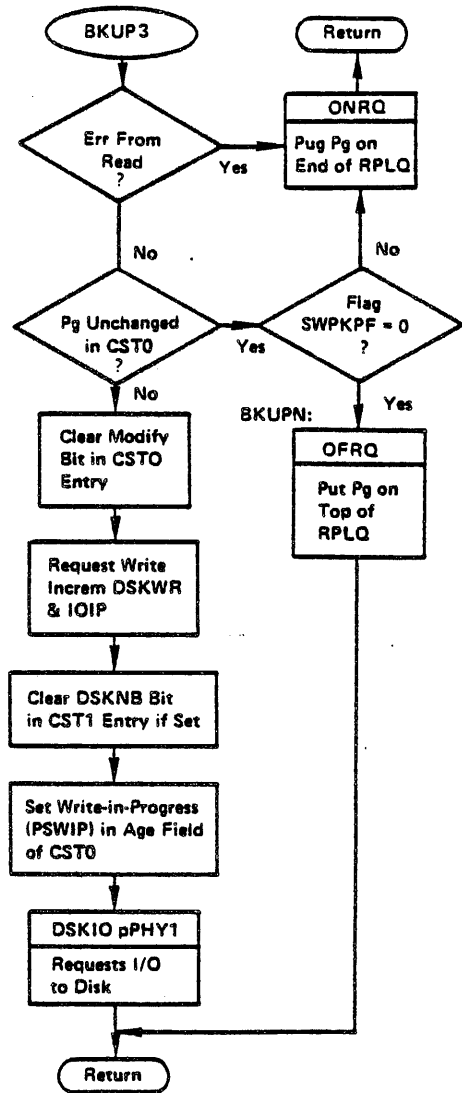 BKUP3
Return
Err From
Read
?
Yes
ONRQ
Pug Pg on
End of RPLQ
No
No
Pg Unchanged
in CST0
?
Yes
Flag
SWPKPF = 0
?
No
Yes
BKUPN:
Clear Modify
Bit in CSTO
Entry
OFRQ
Put Pg on
Top of
RPLQ
Request Write
Increm DSKWR
& IOIP
Clear DSKNB Bit
in CST1 Entry if Set
Set Write-in-Progress
(PSWIP) in Age Field
of CST0
DSKIO pPHY1
Requests I/O
to Disk
Return